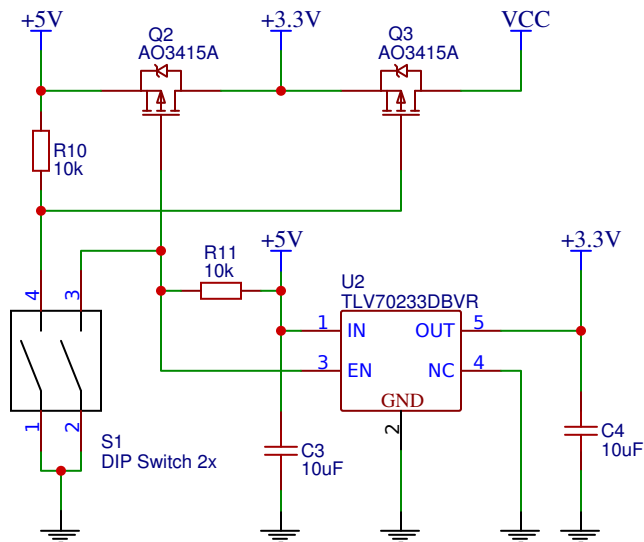 +5V
Q2
AO3415A
+3.3V
Q3
AO3415A
VCC
R10
10k
R11
10k
+5V
U2
TLV70233DBVR
+3.3V
4
3
1
IN
OUT
5
3
EN
NC
4
GND
2
1
2
S1
DIP Switch 2x
C3
10uF
C4
10uF